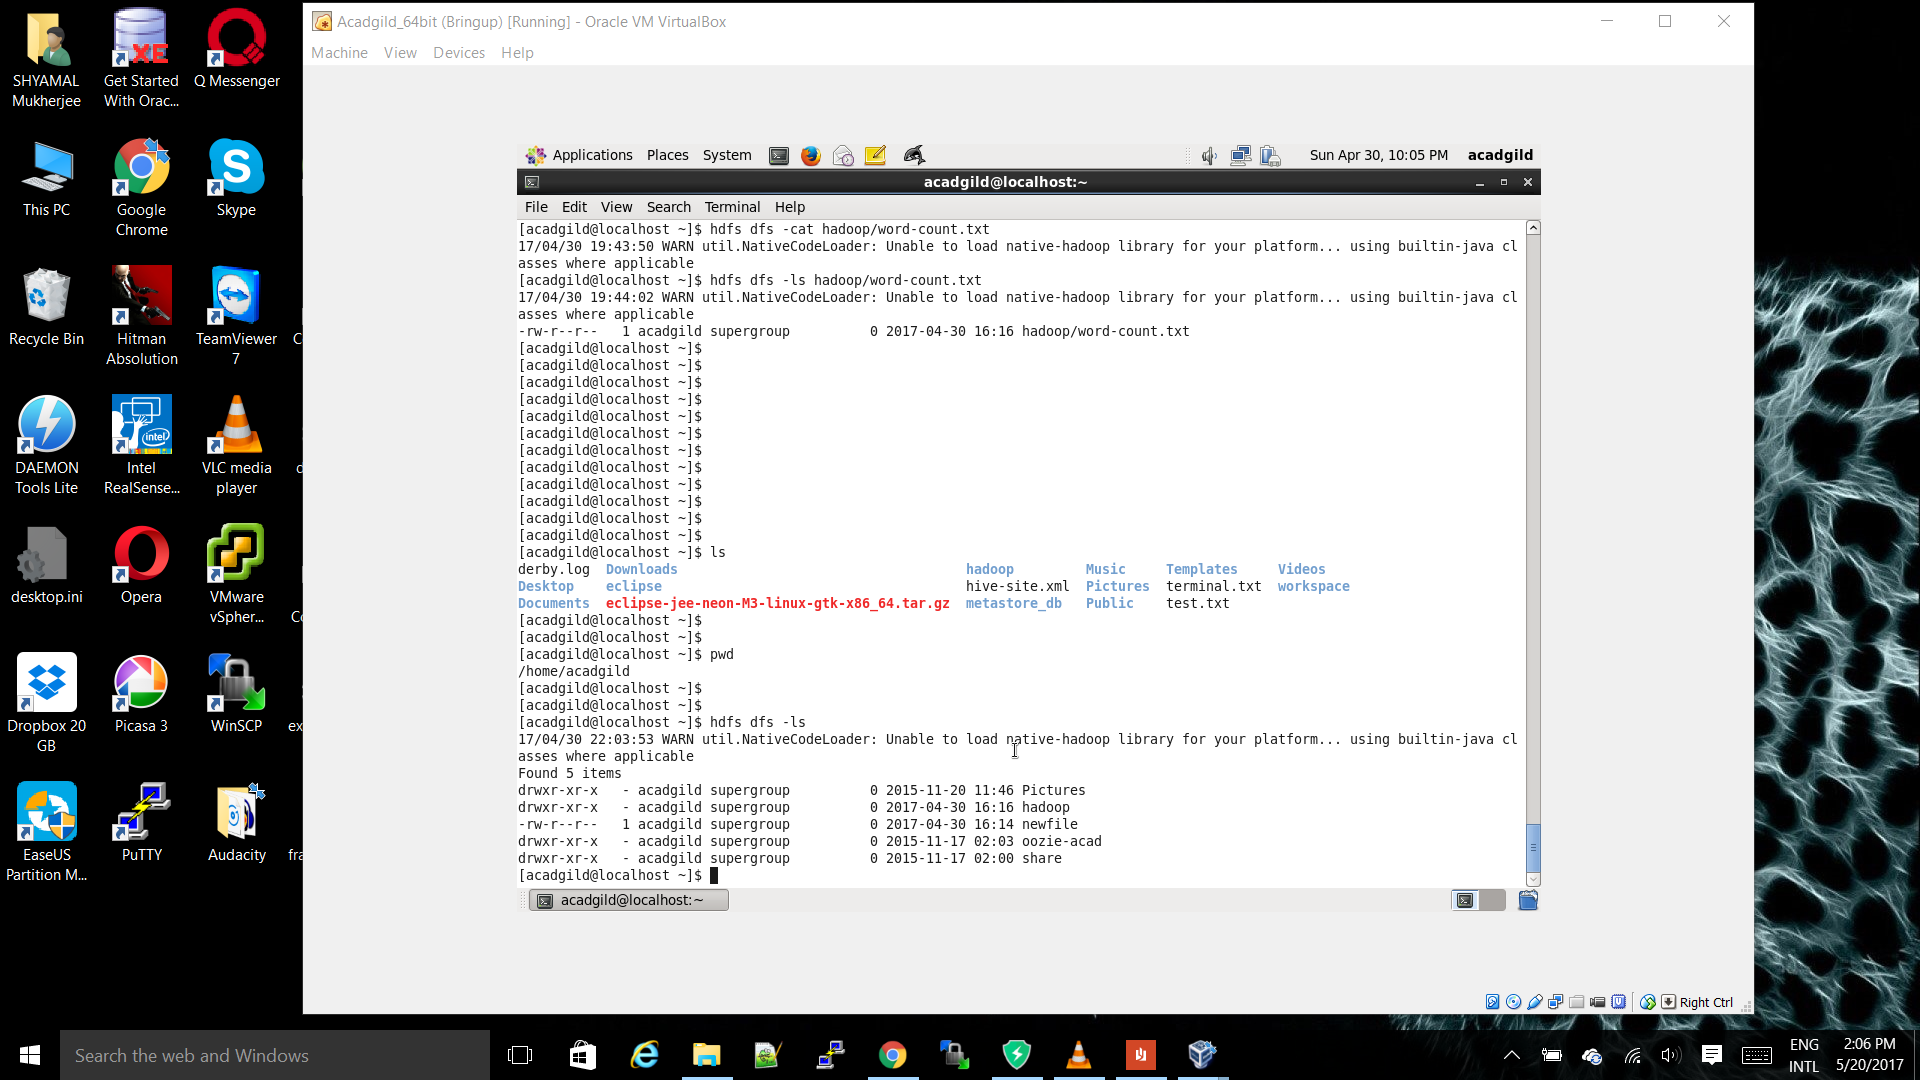 Acadgild_64bit (Bringup) [Running] - Oracle VM VirtualBox
Machine View Devices Help
SHYAMAL Mukherjee
Get Started With Orac...
Q Messenger
This PC
Google Chrome
Skype
Recycle Bin
Hitman Absolution
TeamViewer 7
DAEMON Tools Lite
Intel RealSense...
VLC media player
desktop.ini
Opera
VMware vSpher...
Dropbox 20 GB
Picasa 3
WinSCP
EaseUS Partition M...
PuTTY
Audacity
Applications Places System
Sun Apr 30, 10:05 PM acadgild
acadgild@localhost:~
File Edit View Search Terminal Help
[acadgild@localhost ~]$ hdfs dfs -cat hadoop/word-count.txt
17/04/30 19:43:50 WARN util.NativeCodeLoader: Unable to load native-hadoop library for your platform... using builtin-java cl
asses where applicable
[acadgild@localhost ~]$ hdfs dfs -ls hadoop/word-count.txt
17/04/30 19:44:02 WARN util.NativeCodeLoader: Unable to load native-hadoop library for your platform... using builtin-java cl
asses where applicable
-rw-r--r-- 1 acadgild supergroup 0 2017-04-30 16:16 hadoop/word-count.txt
[acadgild@localhost ~]$
[acadgild@localhost ~]$
[acadgild@localhost ~]$
[acadgild@localhost ~]$
[acadgild@localhost ~]$
[acadgild@localhost ~]$
[acadgild@localhost ~]$
[acadgild@localhost ~]$
[acadgild@localhost ~]$
[acadgild@localhost ~]$
[acadgild@localhost ~]$
[acadgild@localhost ~]$
[acadgild@localhost ~]$ ls
derby.log Downloads hadoop Music Templates Videos
Desktop eclipse hive-site.xml Pictures terminal.txt workspace
Documents eclipse-jee-neon-M3-linux-gtk-x86_64.tar.gz metastore_db Public test.txt
[acadgild@localhost ~]$
[acadgild@localhost ~]$
[acadgild@localhost ~]$ pwd
/home/acadgild
[acadgild@localhost ~]$
[acadgild@localhost ~]$
[acadgild@localhost ~]$ hdfs dfs -ls
17/04/30 22:03:53 WARN util.NativeCodeLoader: Unable to load native-hadoop library for your platform... using builtin-java cl
asses where applicable
Found 5 items
drwxr-xr-x - acadgild supergroup 0 2015-11-20 11:46 Pictures
drwxr-xr-x - acadgild supergroup 0 2017-04-30 16:16 hadoop
-rw-r--r-- 1 acadgild supergroup 0 2017-04-30 16:14 newfile
drwxr-xr-x - acadgild supergroup 0 2015-11-17 02:03 oozie-acad
drwxr-xr-x - acadgild supergroup 0 2015-11-17 02:00 share
[acadgild@localhost ~]$
acadgild@localhost:~
Right Ctrl
Search the web and Windows
ENG INTL
2:06 PM
5/20/2017